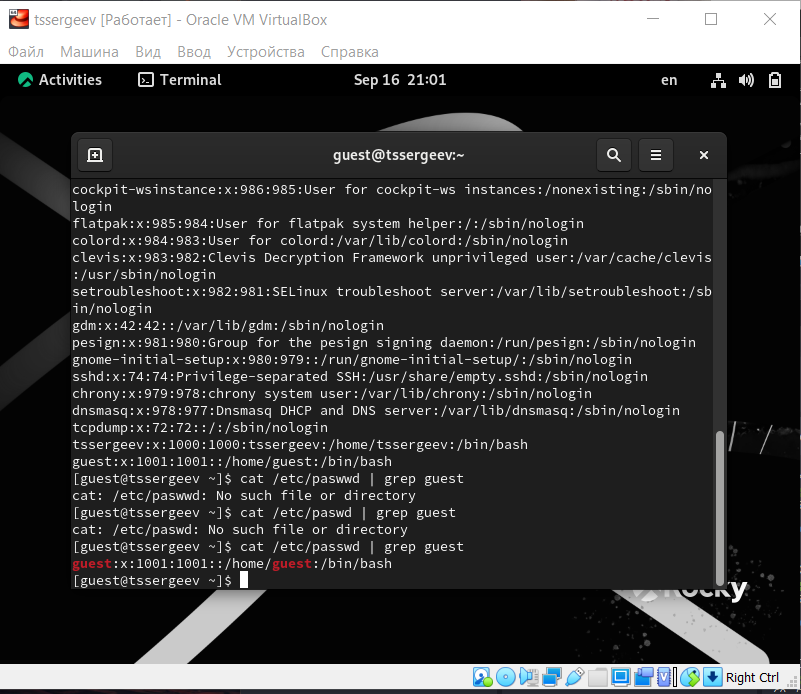 tssergeev [Работает] - Oracle VM VirtualBox
Файл Машина Вид Ввод Устройства Справка
Activities Terminal Sep 16 21:01 en
guest@tssergeev:~
cockpit-wsinstance:x:986:985:User for cockpit-ws instances:/nonexisting:/sbin/no
login
flatpak:x:985:984:User for flatpak system helper:/:/sbin/nologin
colord:x:984:983:User for colord:/var/lib/colord:/sbin/nologin
clevis:x:983:982:Clevis Decryption Framework unprivileged user:/var/cache/clevis
:/usr/sbin/nologin
setroubleshoot:x:982:981:SELinux troubleshoot server:/var/lib/setroubleshoot:/sb
in/nologin
gdm:x:42:42::/var/lib/gdm:/sbin/nologin
pesign:x:981:980:Group for the pesign signing daemon:/run/pesign:/sbin/nologin
gnome-initial-setup:x:980:979::/run/gnome-initial-setup/:/sbin/nologin
sshd:x:74:74:Privilege-separated SSH:/usr/share/empty.sshd:/sbin/nologin
chrony:x:979:978:chrony system user:/var/lib/chrony:/sbin/nologin
dnsmasq:x:978:977:Dnsmasq DHCP and DNS server:/var/lib/dnsmasq:/sbin/nologin
tcpdump:x:72:72::/:/sbin/nologin
tssergeev:x:1000:1000:tssergeev:/home/tssergeev:/bin/bash
guest:x:1001:1001::/home/guest:/bin/bash
[guest@tssergeev ~]$ cat /etc/paswwd | grep guest
cat: /etc/paswwd: No such file or directory
[guest@tssergeev ~]$ cat /etc/paswd | grep guest
cat: /etc/paswd: No such file or directory
[guest@tssergeev ~]$ cat /etc/passwd | grep guest
guest:x:1001:1001::/home/guest:/bin/bash
[guest@tssergeev ~]$
Rocky
Right Ctrl